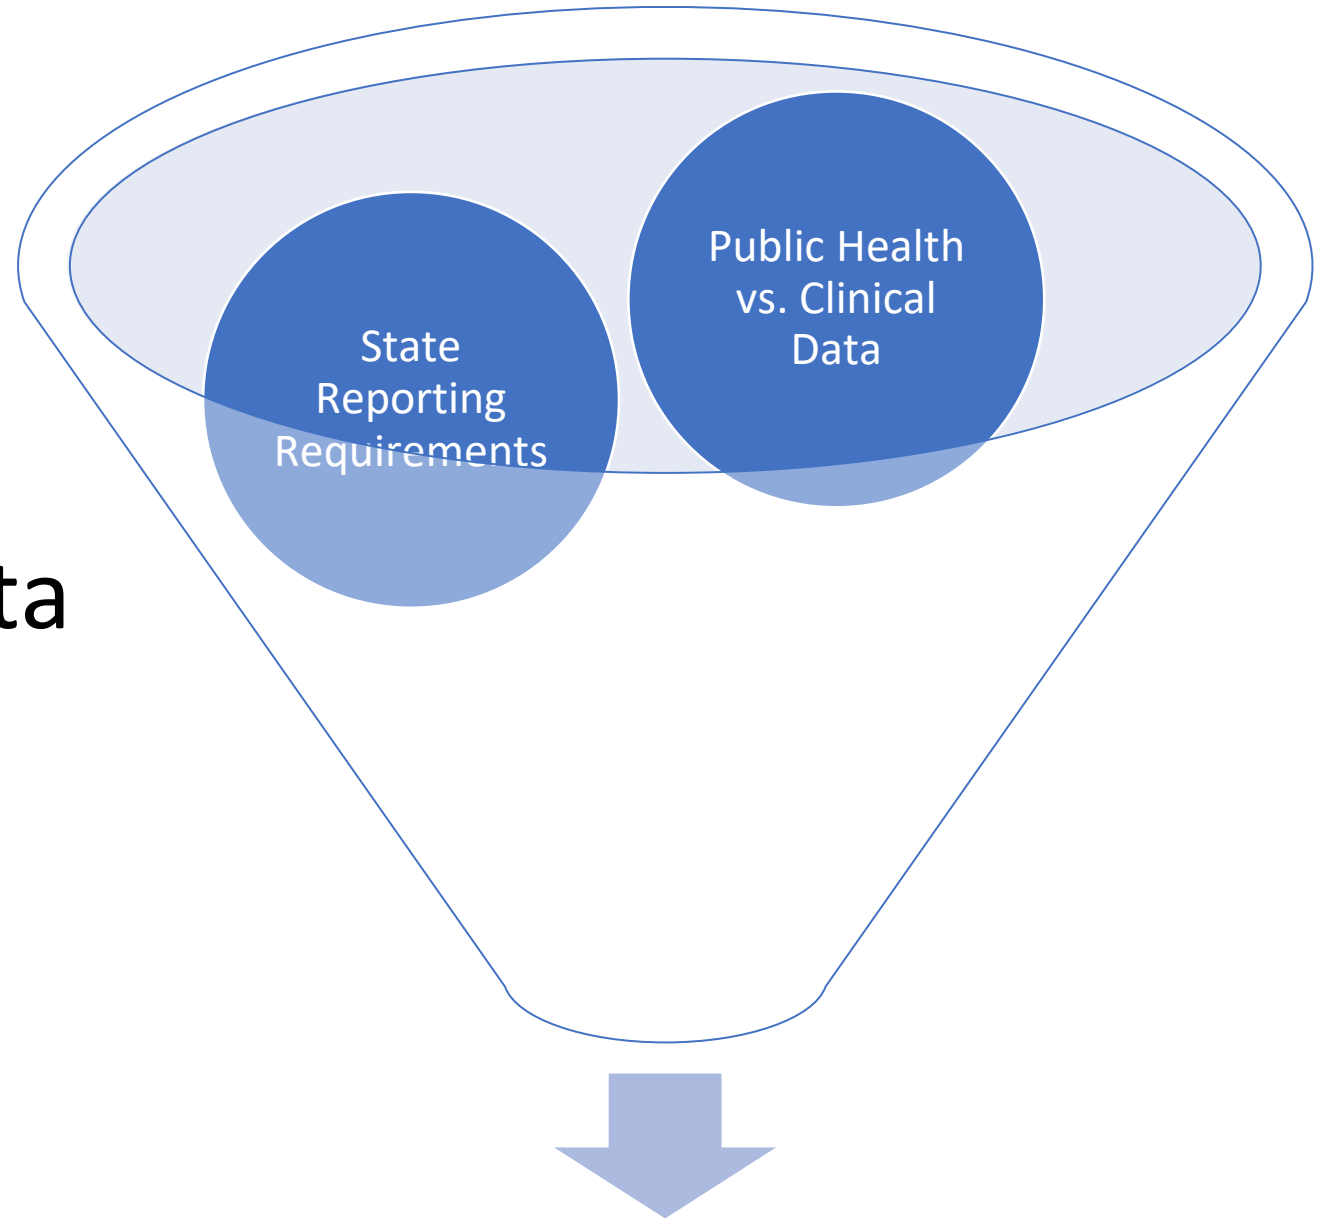 Public Health
vs. Clinical
Data
State
Reporting
Requirements
ta